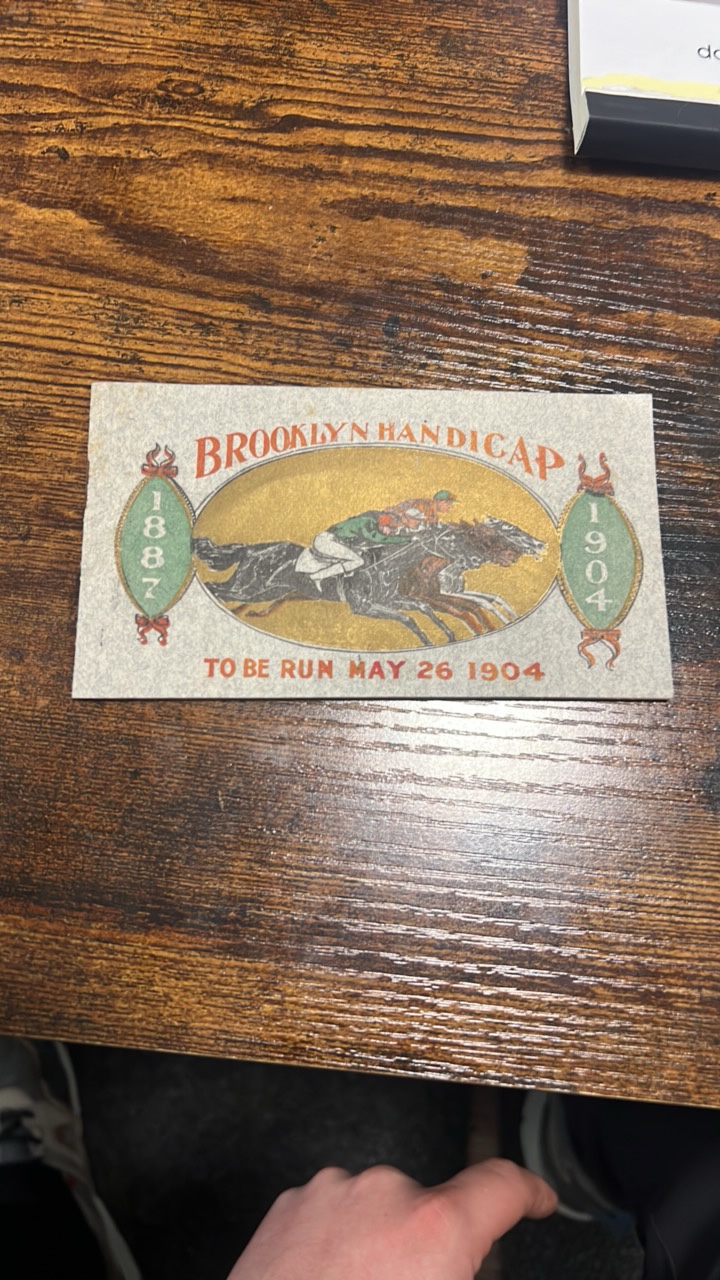 BROOKLYN HANDICAP
1887
1904
TO BE RUN MAY 26 1904